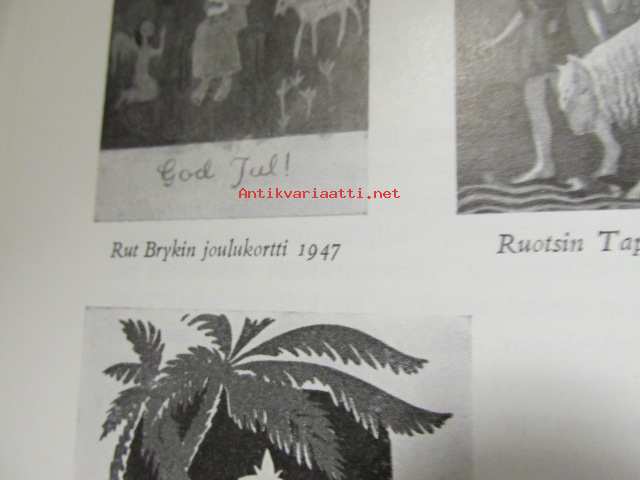 God Jul!
Antikvariaatti.net
Rut Brykin joulukortti 1947
Ruotsin Tap